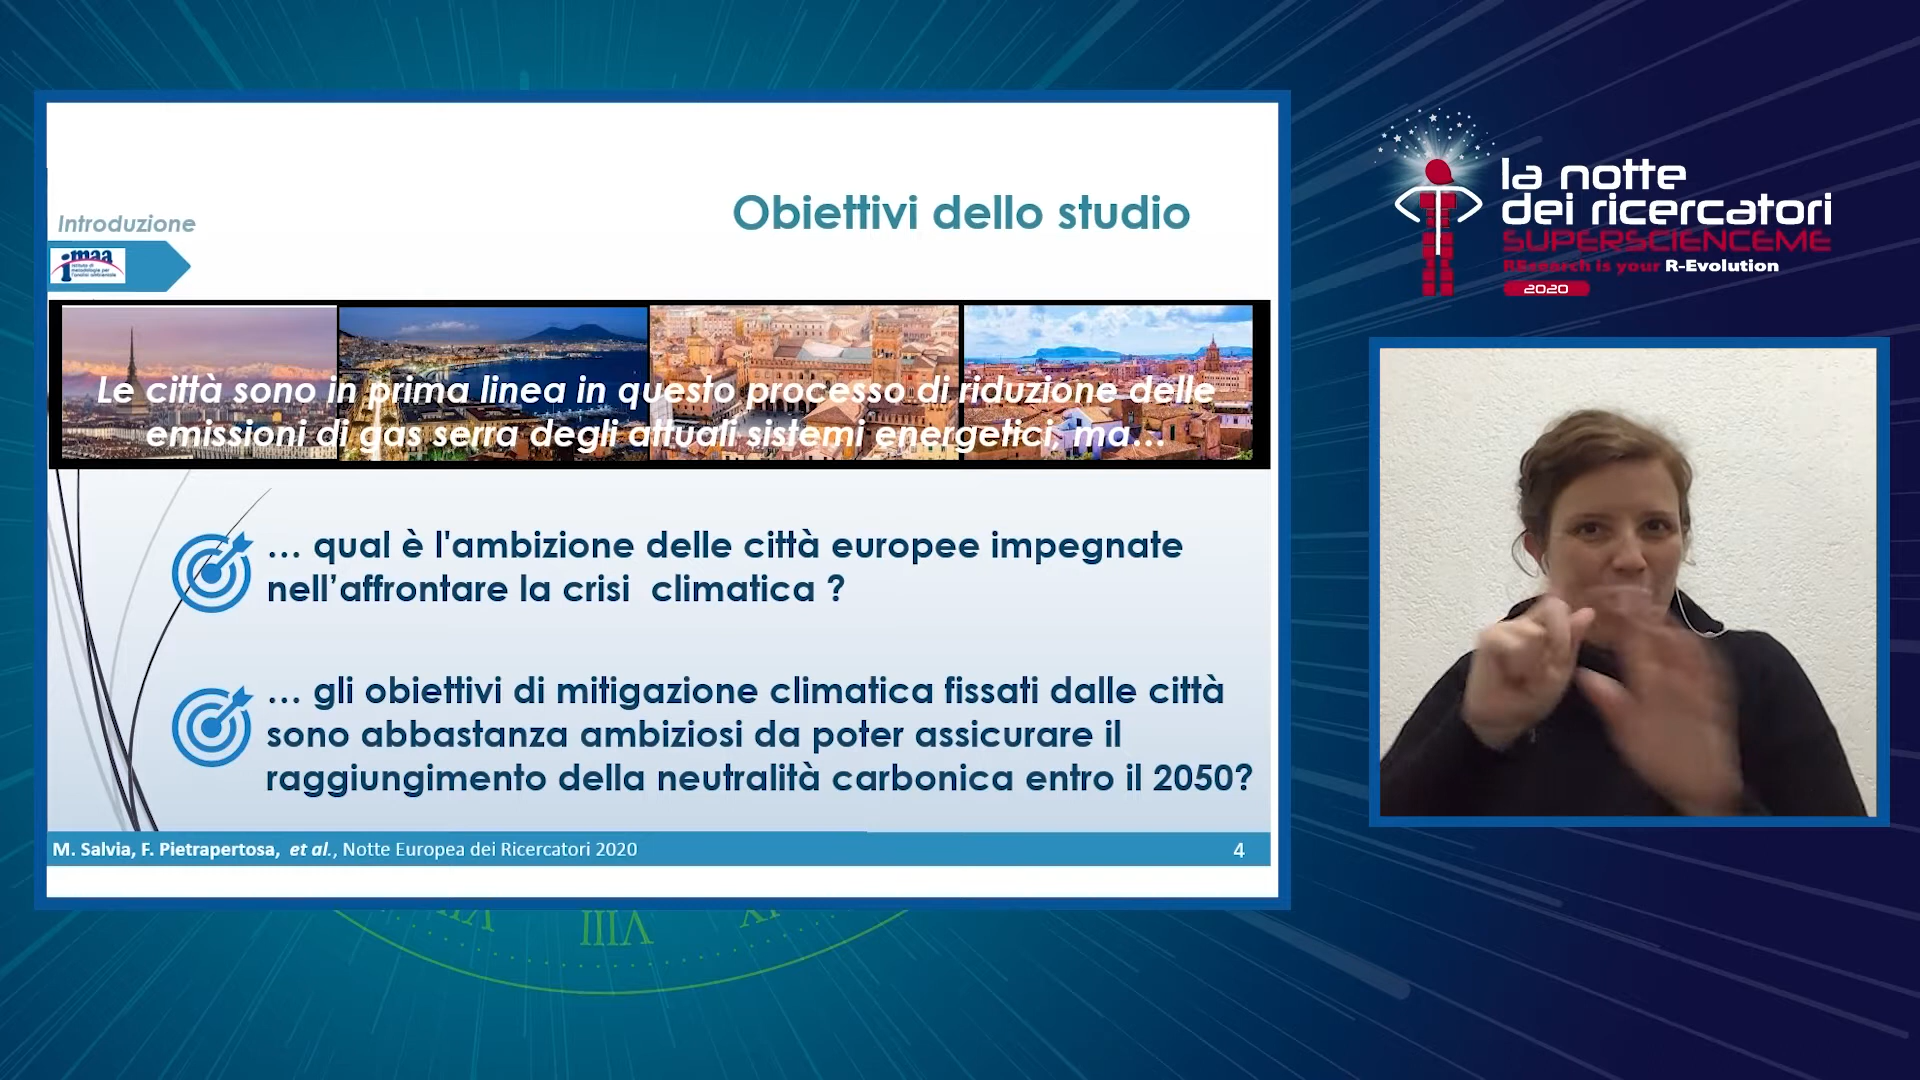 Introduzione
Obiettivi dello studio
imaa
Le città sono in prima linea in questo processo di riduzione delle
emissioni di gas serra degli attuali sistemi energetici, ma…
… qual è l'ambizione delle città europee impegnate
nell’affrontare la crisi  climatica ?
… gli obiettivi di mitigazione climatica fissati dalle città
sono abbastanza ambiziosi da poter assicurare il
raggiungimento della neutralità carbonica entro il 2050?
M. Salvia, F. Pietrapertosa, et al., Notte Europea dei Ricercatori 2020
4
la notte
dei ricercatori
SUPERSCIENCEME
REsearch is your R-Evolution
2020
VIII